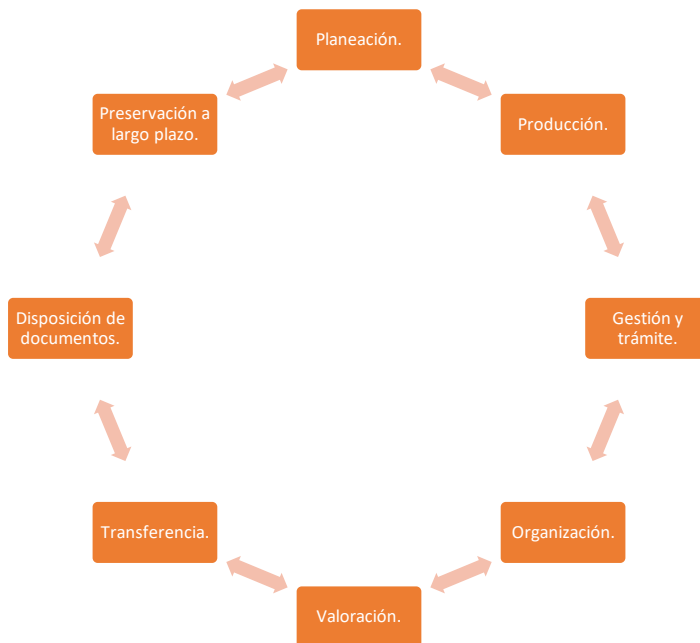 Planeación.
Producción.
Gestión y
trámite.
Organización.
Valoración.
Transferencia.
Disposición de
documentos.
Preservación a
largo plazo.